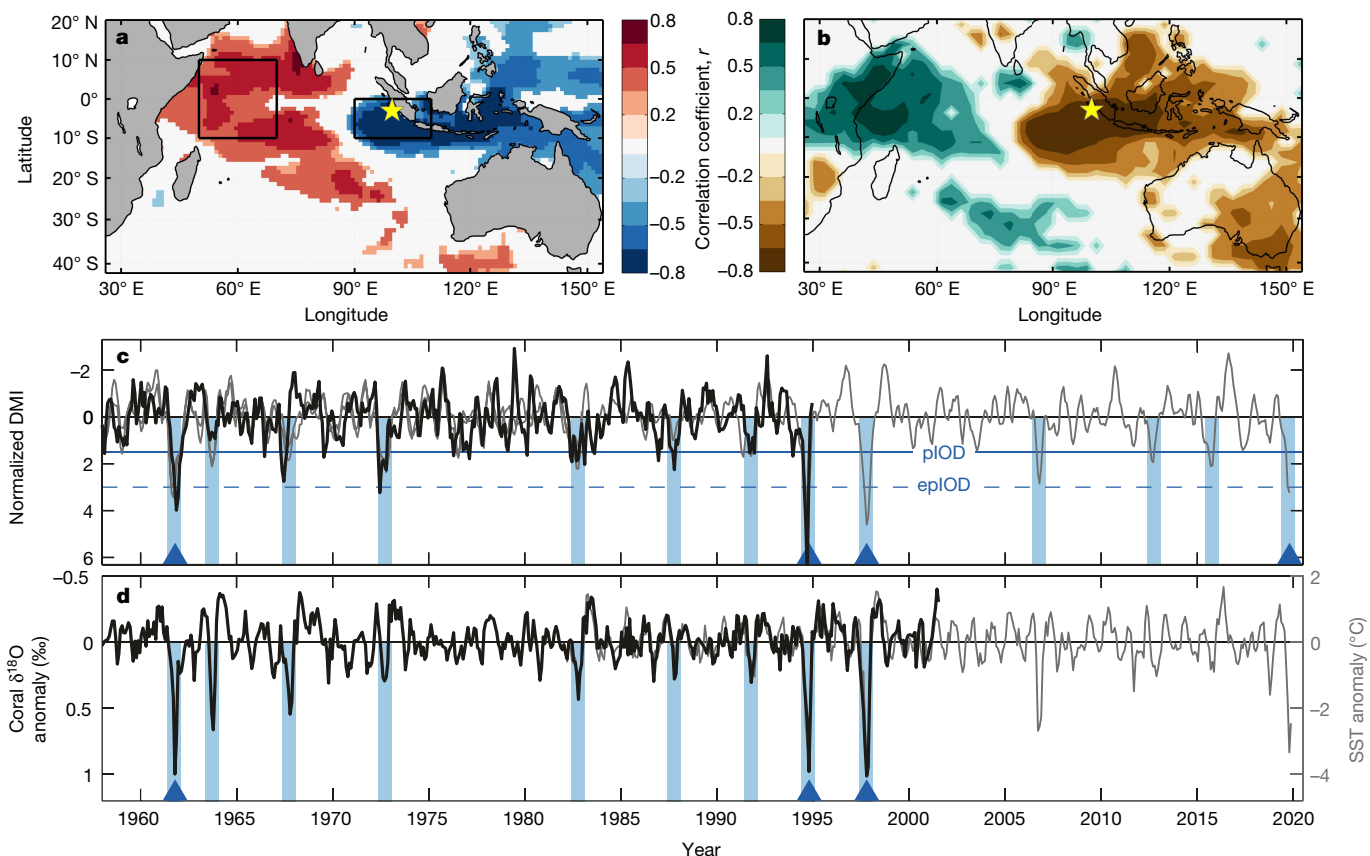 a
20° N
10° N
0°
10° S
20° S
30° S
40° S
Latitude
30° E
60° E
90° E
120° E
150° E
Longitude
0.8
0.5
0.2
−0.2
−0.5
−0.8
Correlation coefficient, r
b
0.8
0.5
0.2
−0.2
−0.5
−0.8
30° E
60° E
90° E
120° E
150° E
Longitude
c
−2
0
2
4
6
Normalized DMI
pIOD
epIOD
d
−0.5
0
0.5
1
Coral δ18O
anomaly (‰)
2
0
−2
−4
SST anomaly (°C)
1960
1965
1970
1975
1980
1985
1990
1995
2000
2005
2010
2015
2020
Year